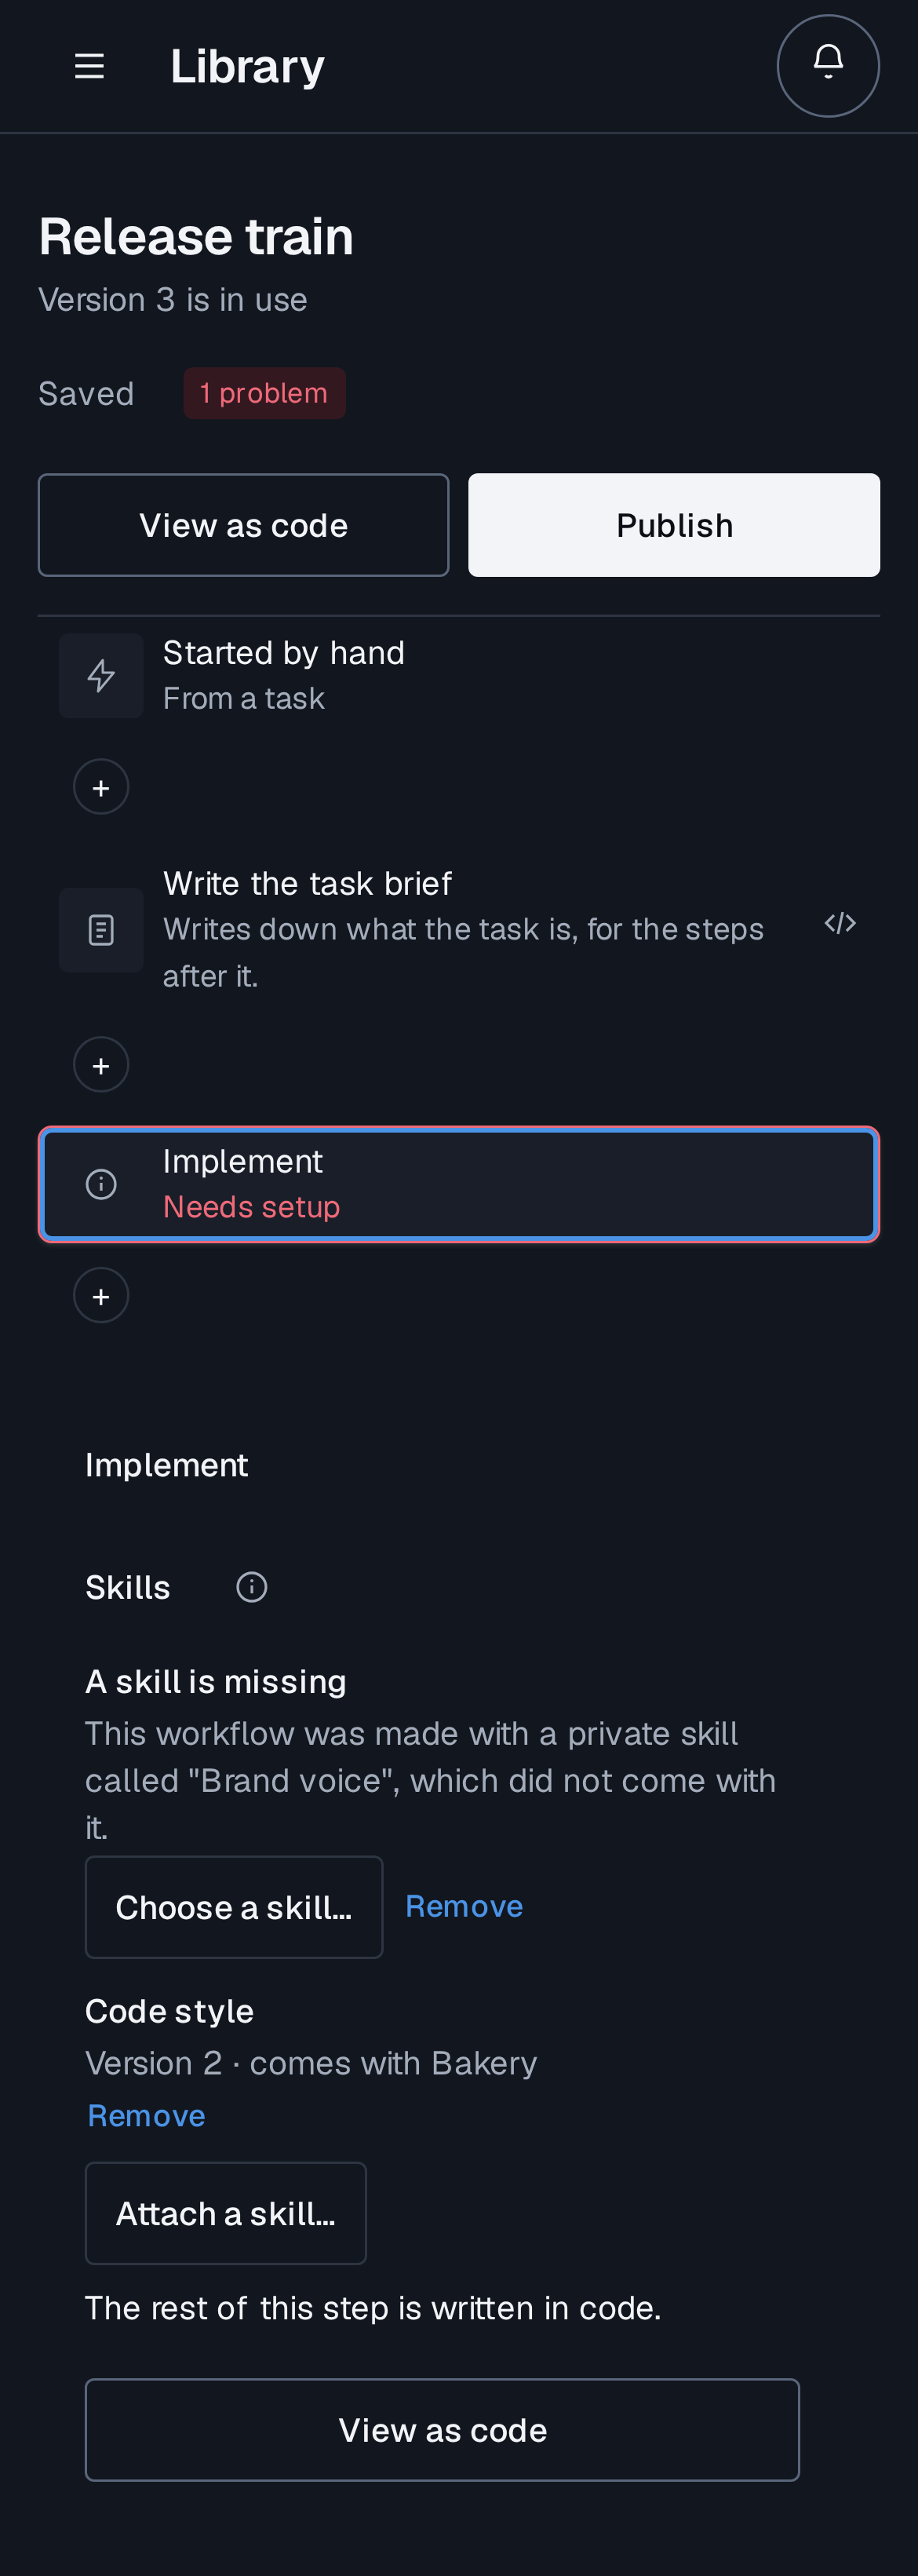 Library
Release train
Version 3 is in use
Saved
1 problem
View as code
Publish
Started by hand
From a task
+
Write the task brief
Writes down what the task is, for the steps
after it.
+
Implement
Needs setup
+
Implement
Skills
A skill is missing
This workflow was made with a private skill
called "Brand voice", which did not come with
it.
Choose a skill…
Remove
Code style
Version 2 · comes with Bakery
Remove
Attach a skill…
The rest of this step is written in code.
View as code